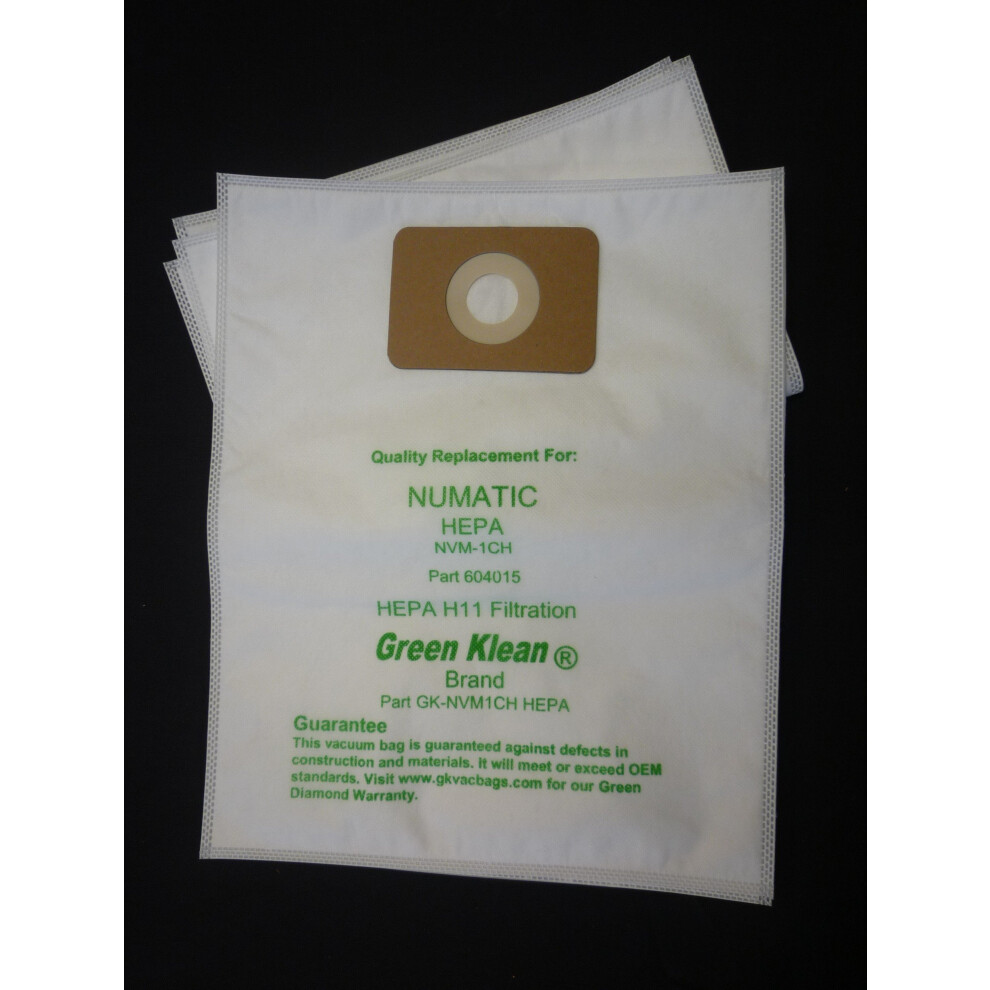 Quality Replacement For:
NUMATIC
HEPA
NVM-1CH
Part 604015
HEPA H11 Filtration
Green Klean ®
Brand
Part GK-NVM1CH HEPA
Guarantee
This vacuum bag is guaranteed against defects in
construction and materials. It will meet or exceed OEM
standards. Visit www.gkvacbags.com for our Green
Diamond Warranty.